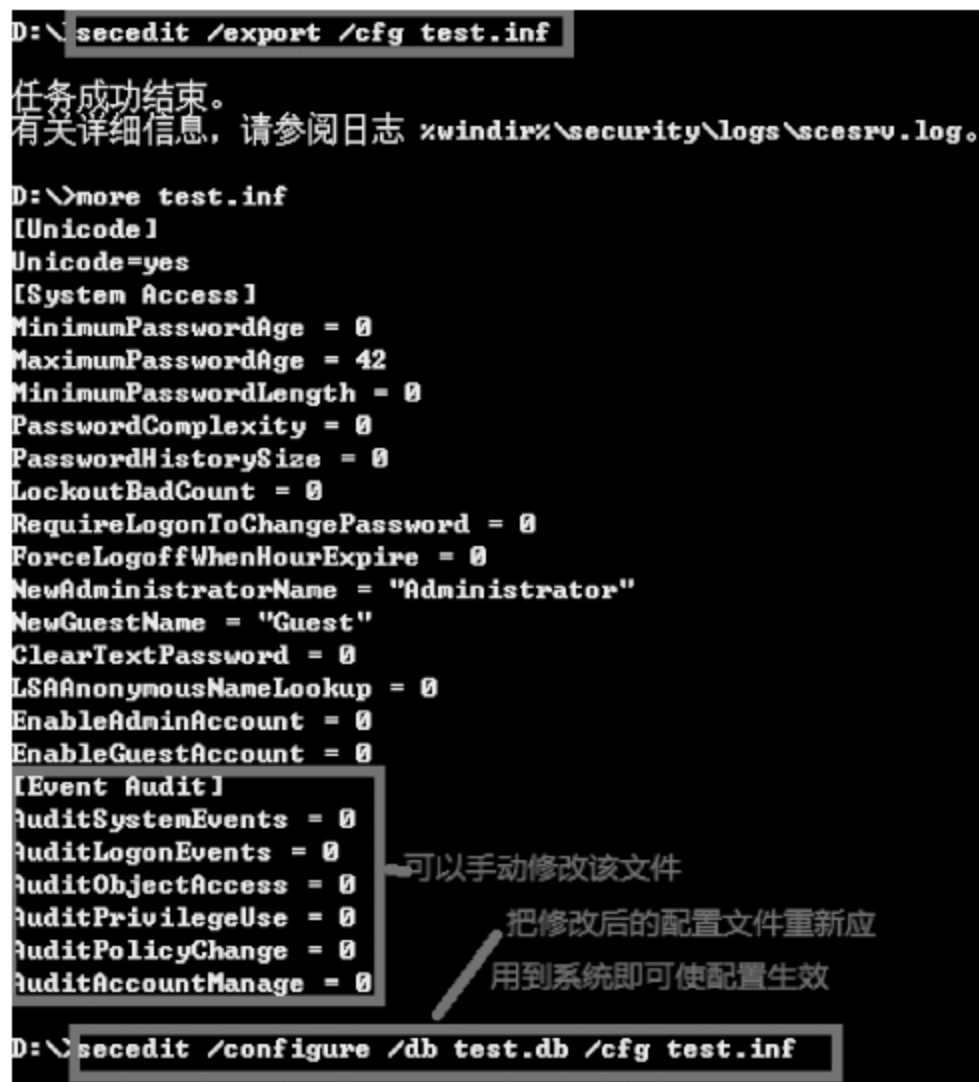 D:\>secedit /export /cfg test.inf
任务成功结束。
有关详细信息，请参阅日志 %windir%\security\logs\scesrv.log。
D:\>more test.inf
[Unicode]
Unicode=yes
[System Access]
MinimumPasswordAge = 0
MaximumPasswordAge = 42
MinimumPasswordLength = 0
PasswordComplexity = 0
PasswordHistorySize = 0
LockoutBadCount = 0
RequireLogonToChangePassword = 0
ForceLogoffWhenHourExpire = 0
NewAdministratorName = "Administrator"
NewGuestName = "Guest"
ClearTextPassword = 0
LSAAnonymousNameLookup = 0
EnableAdminAccount = 0
EnableGuestAccount = 0
[Event Audit]
AuditSystemEvents = 0
AuditLogonEvents = 0
AuditObjectAccess = 0
AuditPrivilegeUse = 0
AuditPolicyChange = 0
AuditAccountManage = 0
可以手动修改该文件
把修改后的配置文件重新应
用到系统即可使配置生效
D:\>secedit /configure /db test.db /cfg test.inf